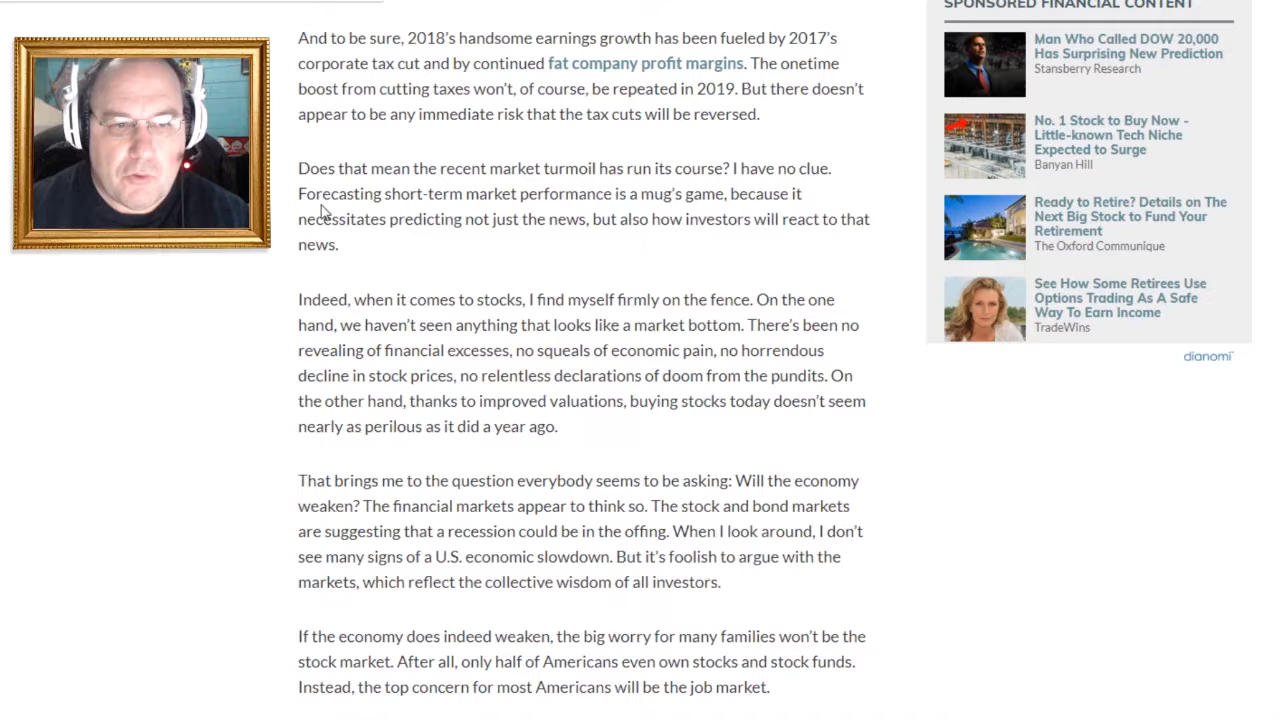 And to be sure, 2018’s handsome earnings growth has been fueled by 2017’s
corporate tax cut and by continued fat company profit margins. The onetime
boost from cutting taxes won’t, of course, be repeated in 2019. But there doesn’t
appear to be any immediate risk that the tax cuts will be reversed.
Does that mean the recent market turmoil has run its course? I have no clue.
Forecasting short-term market performance is a mug’s game, because it
necessitates predicting not just the news, but also how investors will react to that
news.
Indeed, when it comes to stocks, I find myself firmly on the fence. On the one
hand, we haven’t seen anything that looks like a market bottom. There’s been no
revealing of financial excesses, no squeals of economic pain, no horrendous
decline in stock prices, no relentless declarations of doom from the pundits. On
the other hand, thanks to improved valuations, buying stocks today doesn’t seem
nearly as perilous as it did a year ago.
That brings me to the question everybody seems to be asking: Will the economy
weaken? The financial markets appear to think so. The stock and bond markets
are suggesting that a recession could be in the offing. When I look around, I don’t
see many signs of a U.S. economic slowdown. But it’s foolish to argue with the
markets, which reflect the collective wisdom of all investors.
If the economy does indeed weaken, the big worry for many families won’t be the
stock market. After all, only half of Americans even own stocks and stock funds.
Instead, the top concern for most Americans will be the job market.
SPONSORED FINANCIAL CONTENT
Man Who Called DOW 20,000
Has Surprising New Prediction
Stansberry Research
No. 1 Stock to Buy Now -
Little-known Tech Niche
Expected to Surge
Banyan Hill
Ready to Retire? Details on The
Next Big Stock to Fund Your
Retirement
The Oxford Communique
See How Some Retirees Use
Options Trading As A Safe
Way To Earn Income
TradeWins
dianomi